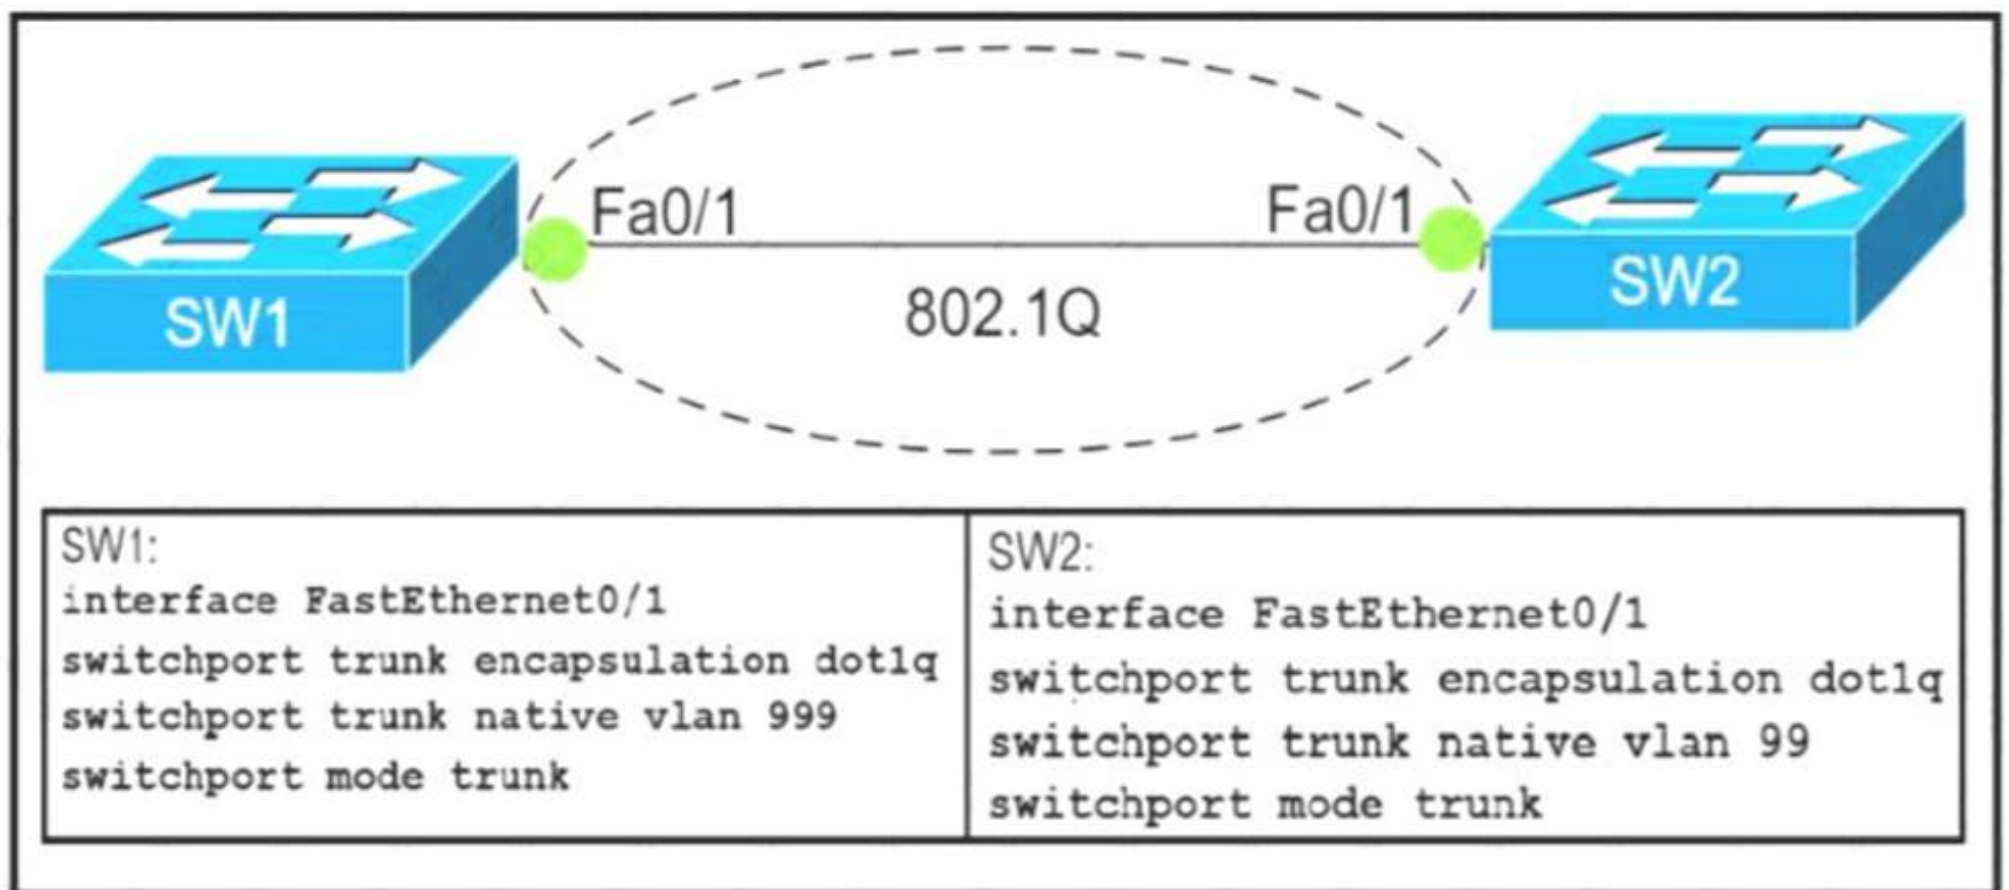 Fa0/1
Fa0/1
802.1Q
SW1
SW2
SW1:
interface FastEthernet0/1
switchport trunk encapsulation dot1q
switchport trunk native vlan 999
switchport mode trunk
SW2:
interface FastEthernet0/1
switchport trunk encapsulation dot1q
switchport trunk native vlan 99
switchport mode trunk